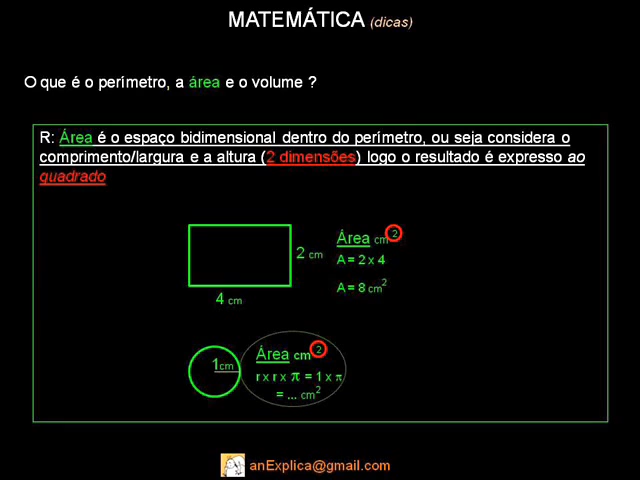 MATEMÁTICA (dicas)
O que é o perímetro, a área e o volume ?
R: Área é o espaço bidimensional dentro do perímetro, ou seja considera o
comprimento/largura e a altura (2 dimensões) logo o resultado é expresso ao
quadrado
Área cm²
2 cm
A = 2 x 4
A = 8 cm²
4 cm
Área cm²
1cm
r x r x π = 1 x π
= ... cm²
anExplica@gmail.com